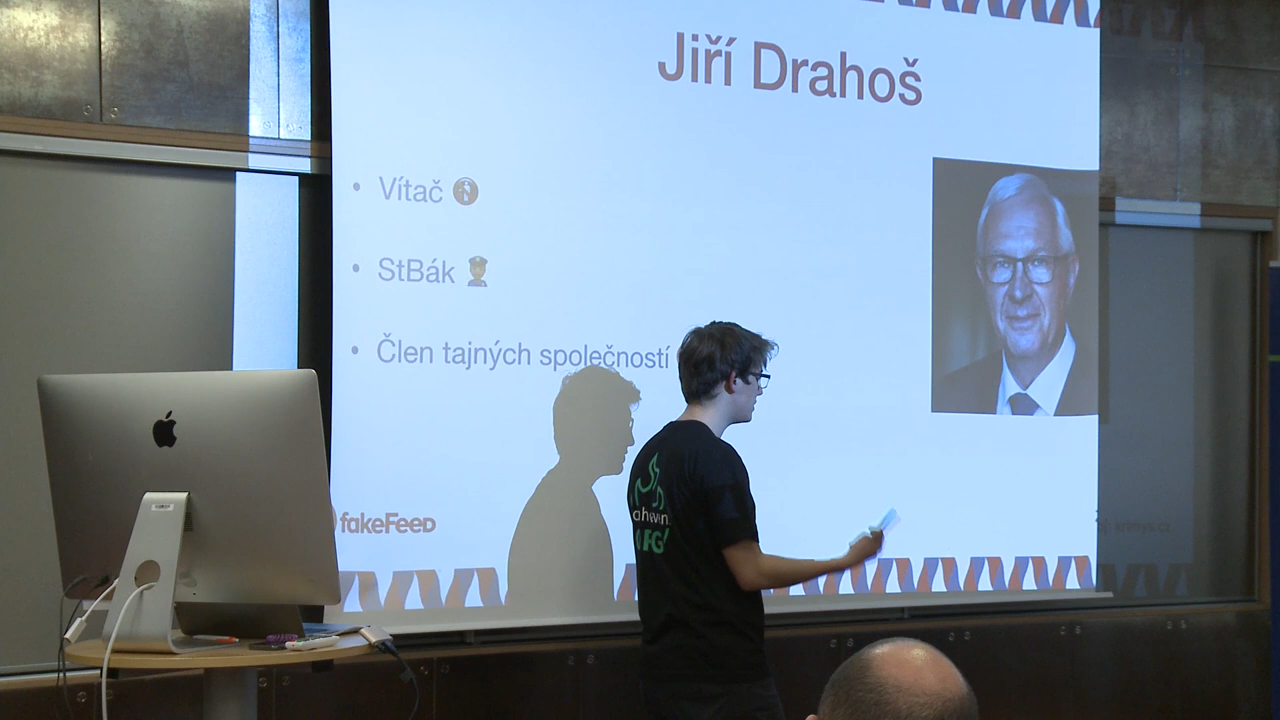 Jiří Drahoš
• Vítač
• StBák
• Člen tajných společností
fakeFeed